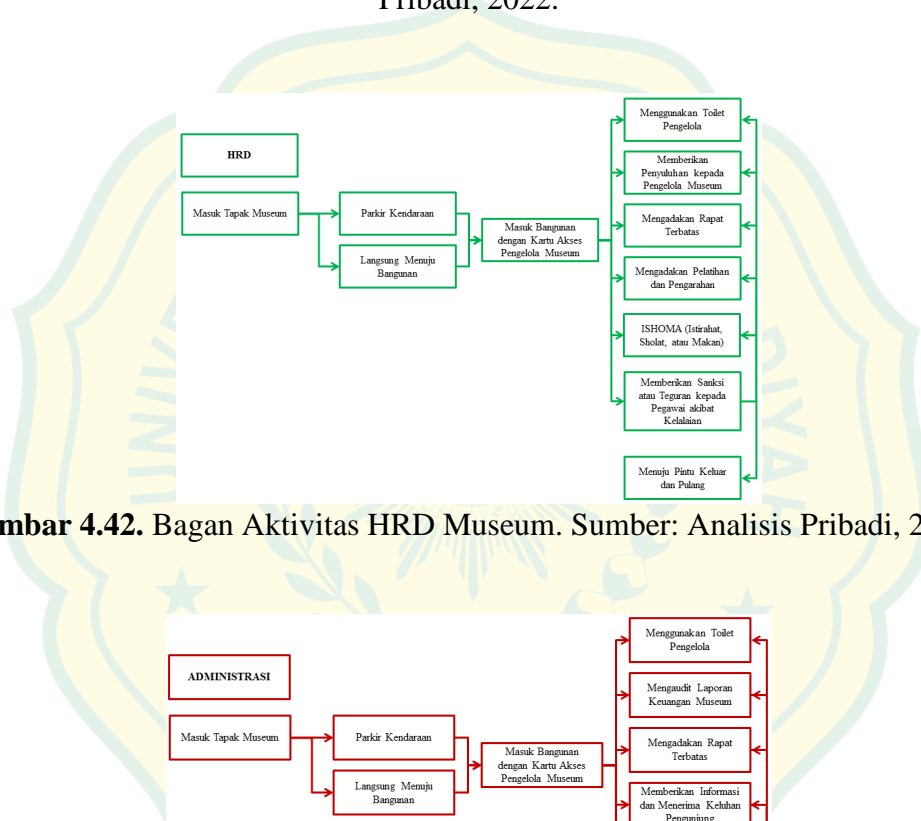 Pribadi, 2022.
HRD
Masuk Tapak Museum
Parkir Kendaraan
Langsung Menuju
Bangunan
Masuk Bangunan
dengan Kartu Akses
Pengelola Museum
Menggunakan Toilet
Pengelola
Memberikan
Penyuluhan kepada
Pengelola Museum
Mengadakan Rapat
Terbatas
Mengadakan Pelatihan
dan Pengarahan
ISHOMA (Istirahat,
Sholat, atau Makan)
Memberikan Sanksi
atau Teguran kepada
Pegawai akibat
Kelalaian
Menuju Pintu Keluar
dan Pulang
mbar 4.42. Bagan Aktivitas HRD Museum. Sumber: Analisis Pribadi, 2
ADMINISTRASI
Masuk Tapak Museum
Parkir Kendaraan
Langsung Menuju
Bangunan
Masuk Bangunan
dengan Kartu Akses
Pengelola Museum
Menggunakan Toilet
Pengelola
Mengaudit Laporan
Keuangan Museum
Mengadakan Rapat
Terbatas
Memberikan Informasi
dan Menerima Keluhan
Pengunjung